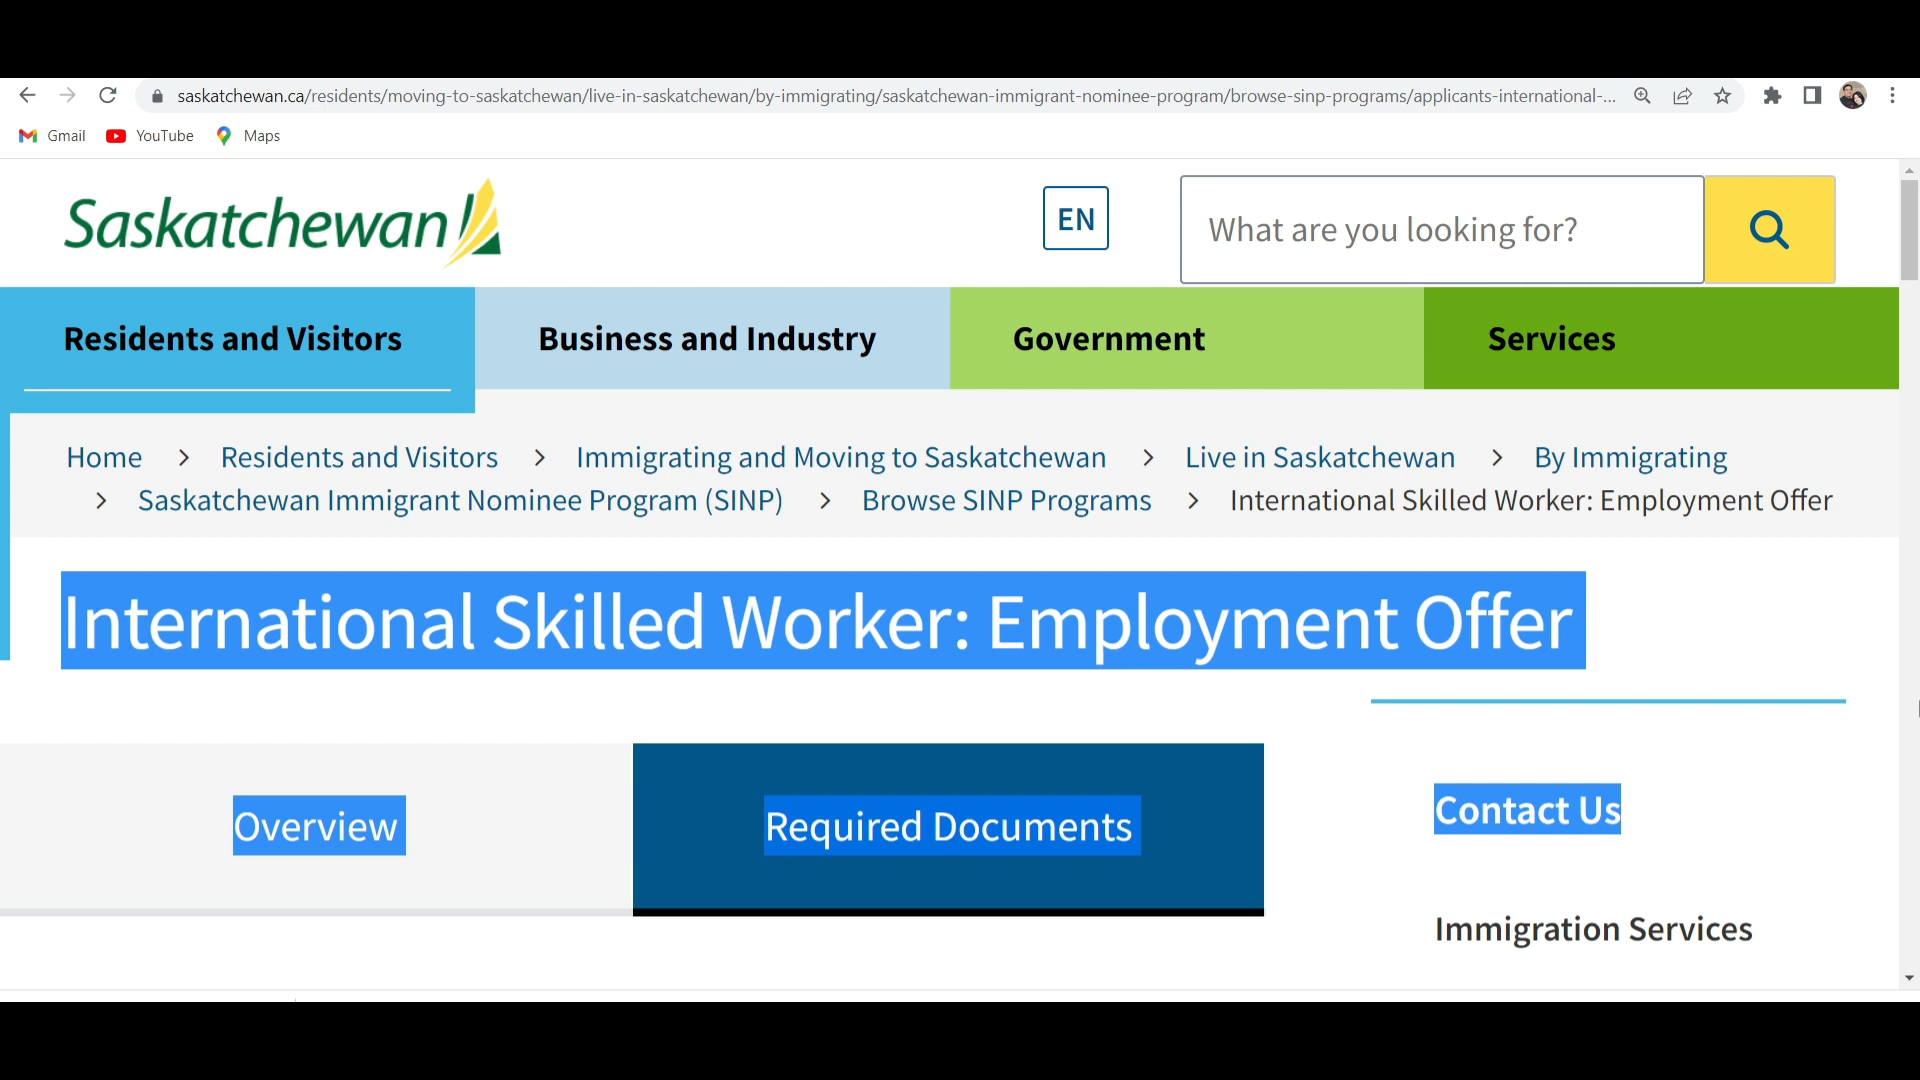 saskatchewan.ca/residents/moving-to-saskatchewan/live-in-saskatchewan/by-immigrating/saskatchewan-immigrant-nominee-program/browse-sinp-programs/applicants-international-...
Gmail YouTube Maps
Saskatchewan
EN
What are you looking for?
Residents and Visitors Business and Industry Government Services
Home > Residents and Visitors > Immigrating and Moving to Saskatchewan > Live in Saskatchewan > By Immigrating
> Saskatchewan Immigrant Nominee Program (SINP) > Browse SINP Programs > International Skilled Worker: Employment Offer
International Skilled Worker: Employment Offer
Overview Required Documents
Contact Us
Immigration Services